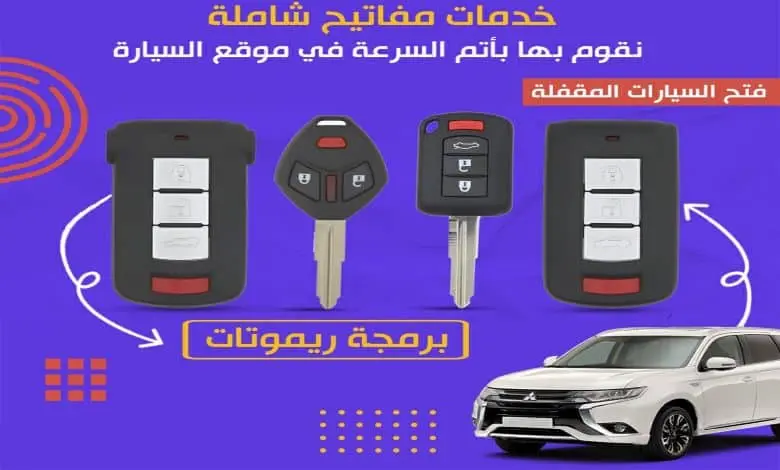 خدمات مفاتيح شاملة
نقوم بها بأتم السرعة في موقع السيارة
فتح السيارات المقفلة
برمجة ريموتات